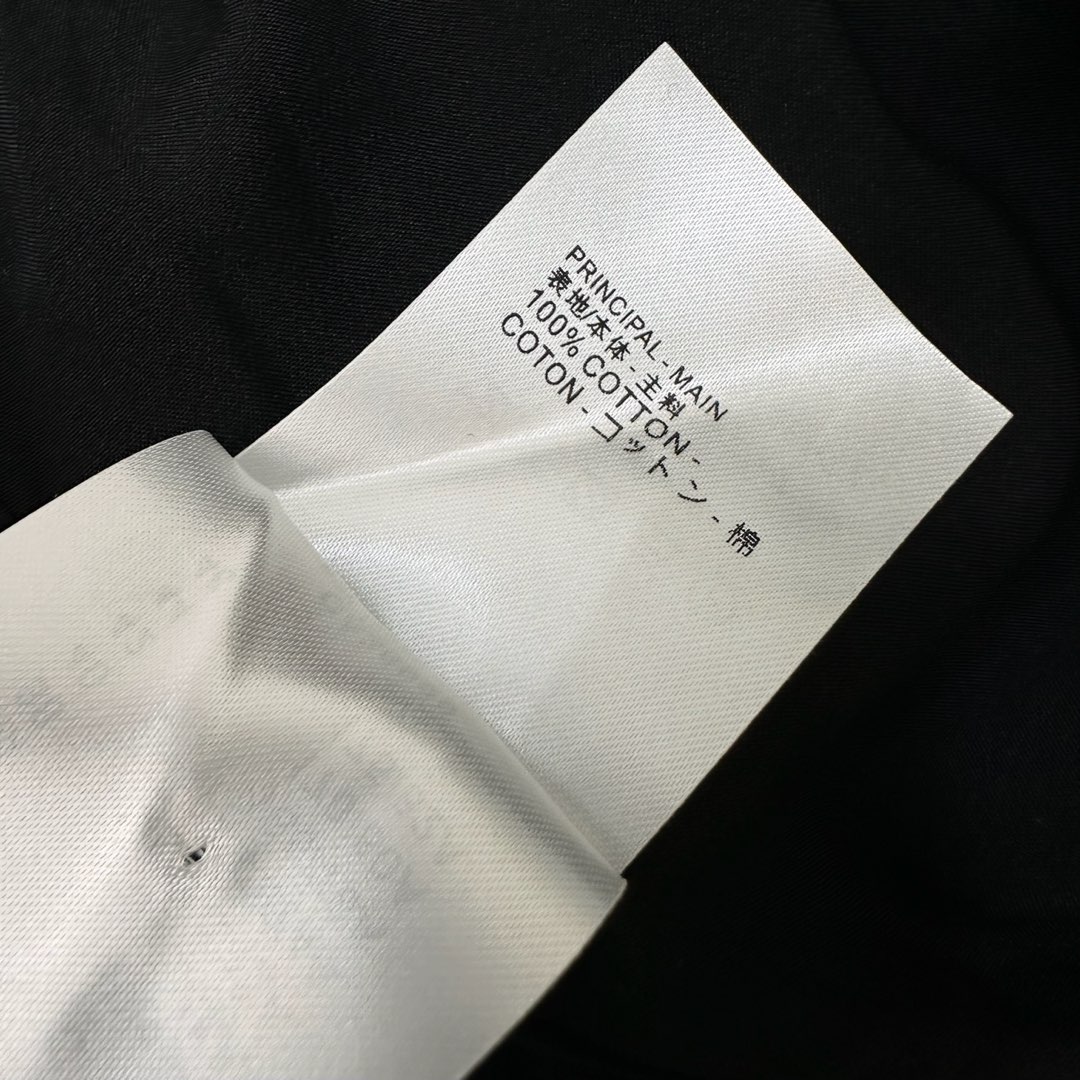 PRINCIPAL - MAIN
表地/本体 - 主料
100% COTTON -
COTON - コットン - 棉